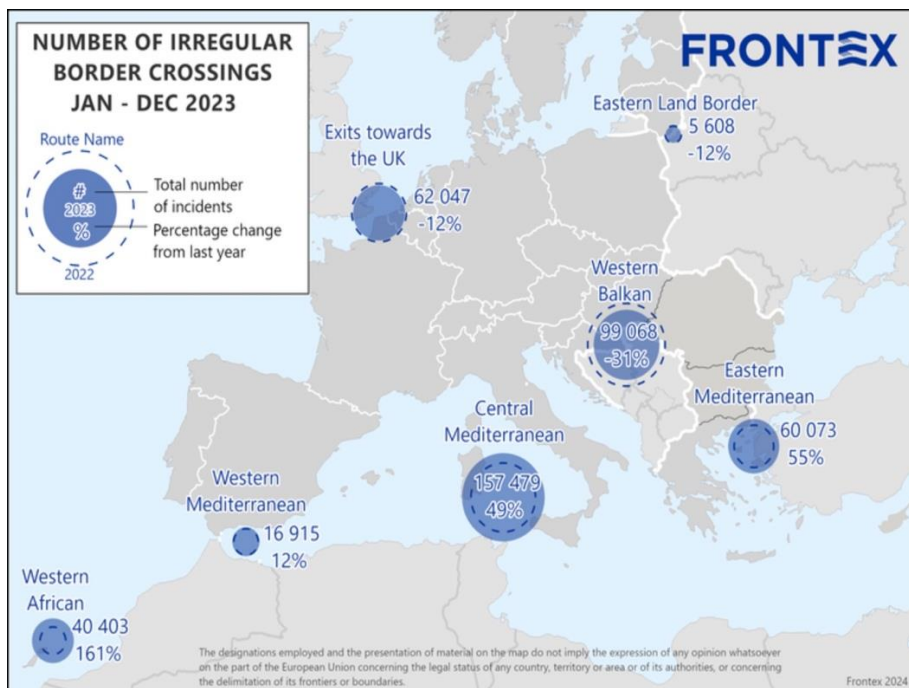 NUMBER OF IRREGULAR
BORDER CROSSINGS
JAN - DEC 2023
Route Name
#
2023
%
Total number
of incidents
Percentage change
from last year
2022
FRONTEX
Eastern Land Border
5 608
-12%
Exits towards
the UK
62 047
-12%
Western
Balkan
99 068
-31%
Eastern
Mediterranean
60 073
55%
Central
Mediterranean
157 479
49%
Western
Mediterranean
16 915
12%
Western
African
40 403
161%
The designations employed and the presentation of material on the map do not imply the expression of any opinion whatsoever
on the part of the European Union concerning the legal status of any country, territory or area or of its authorities, or concerning
the delimitation of its frontiers or boundaries.
Frontex 2024